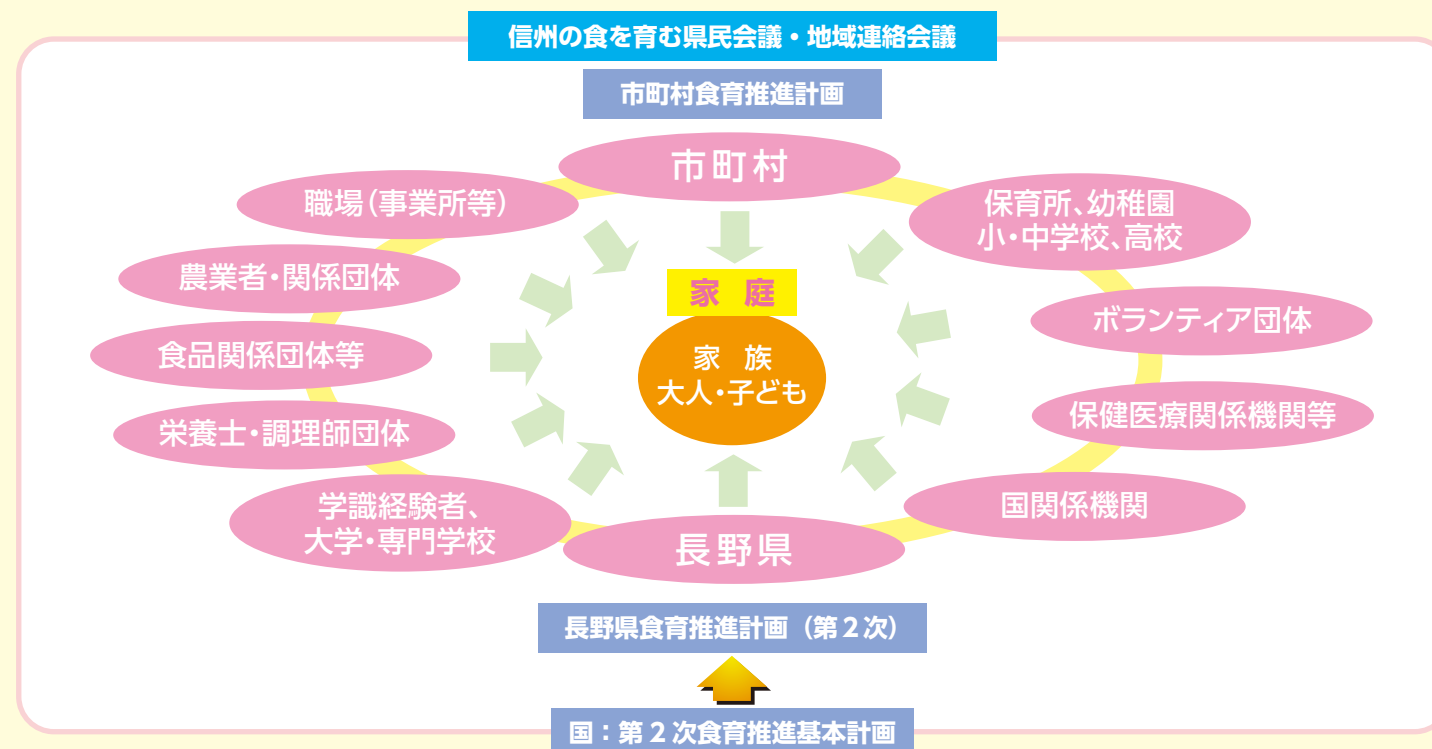 信州の食を育む県民会議・地域連絡会議
市町村食育推進計画
市町村
職場(事業所等)
保育所、幼稚園
小・中学校、高校
農業者・関係団体
家 庭
ボランティア団体
食品関係団体等
家 族
大人・子ども
保健医療関係機関等
栄養士・調理師団体
国関係機関
学識経験者、
大学・専門学校
長野県
長野県食育推進計画(第2次)
国:第2次食育推進基本計画